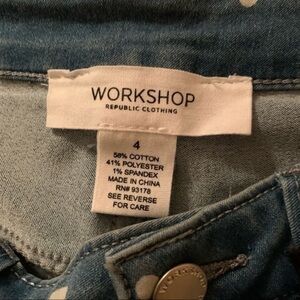 WORKSHOP
REPUBLIC CLOTHING
4
58% COTTON
41% POLYESTER
1% SPANDEX
MADE IN CHINA
RN# 93178
SEE REVERSE
FOR CARE